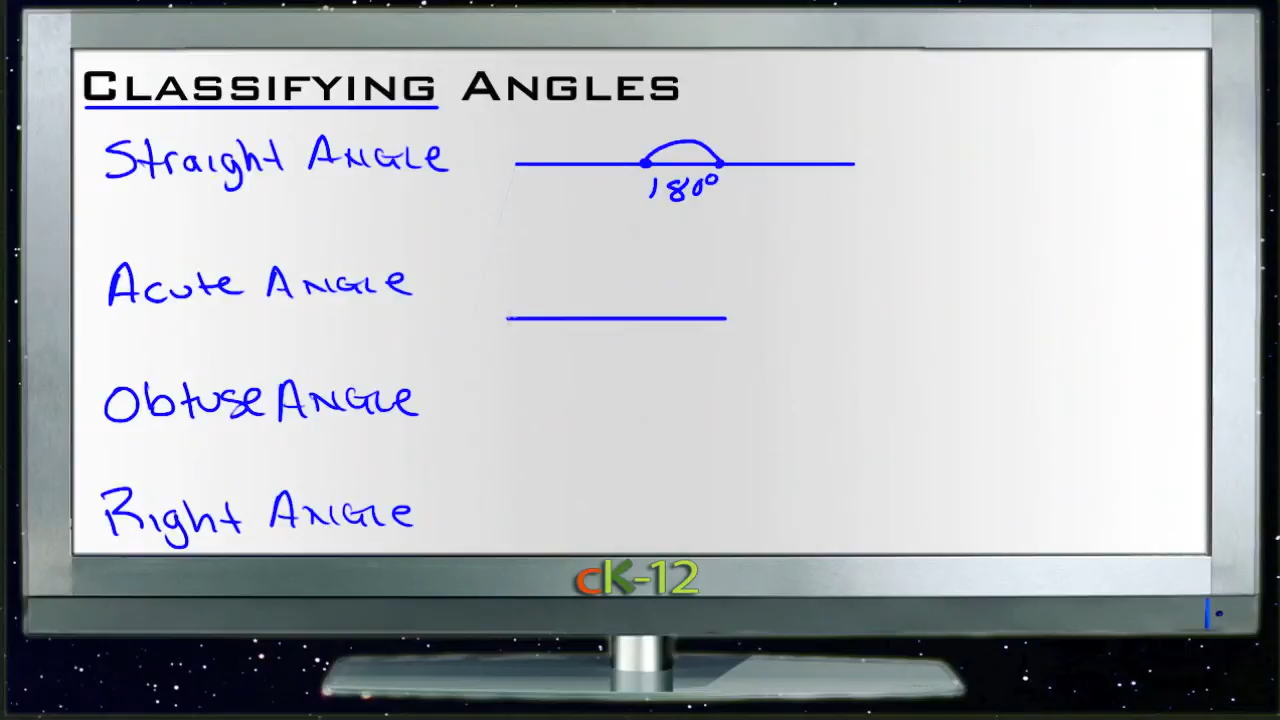 CLASSIFYING ANGLES
Straight ANGLE
180°
Acute ANGLE
Obtuse ANGLE
Right ANGLE
cK-12